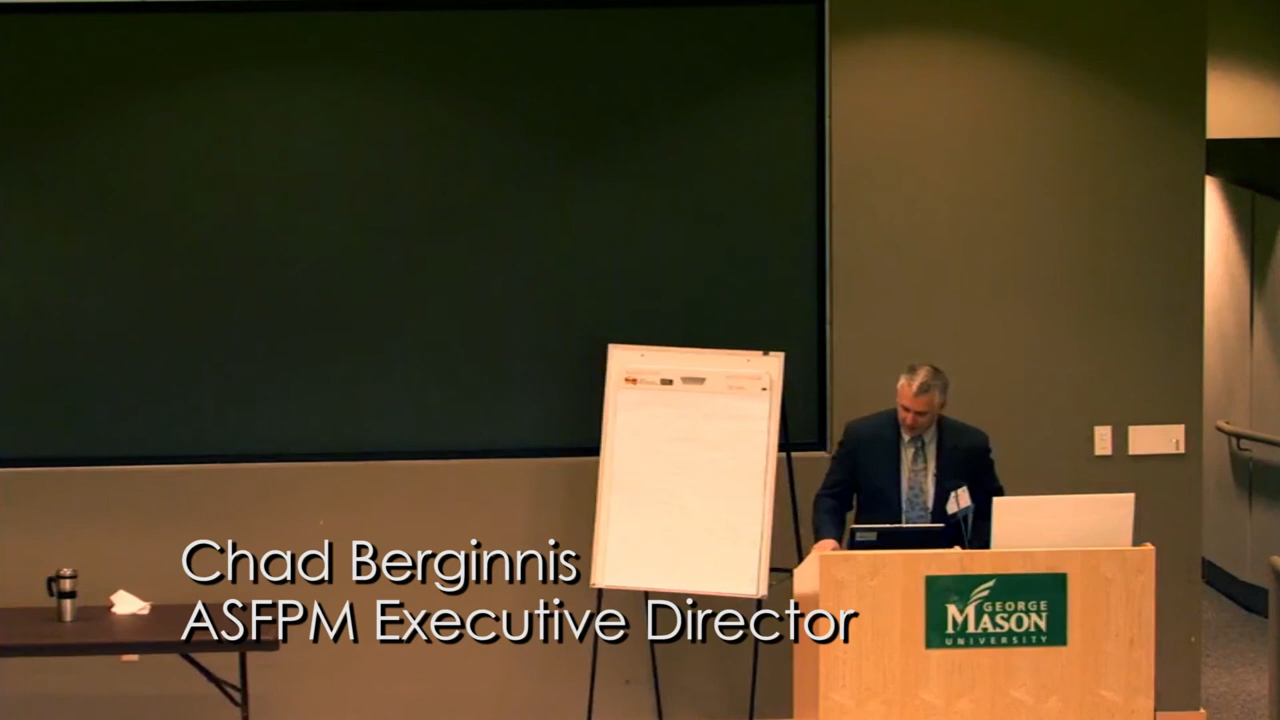 Chad Berginnis
ASFPM Executive Director
GEORGE
MASON
UNIVERSITY